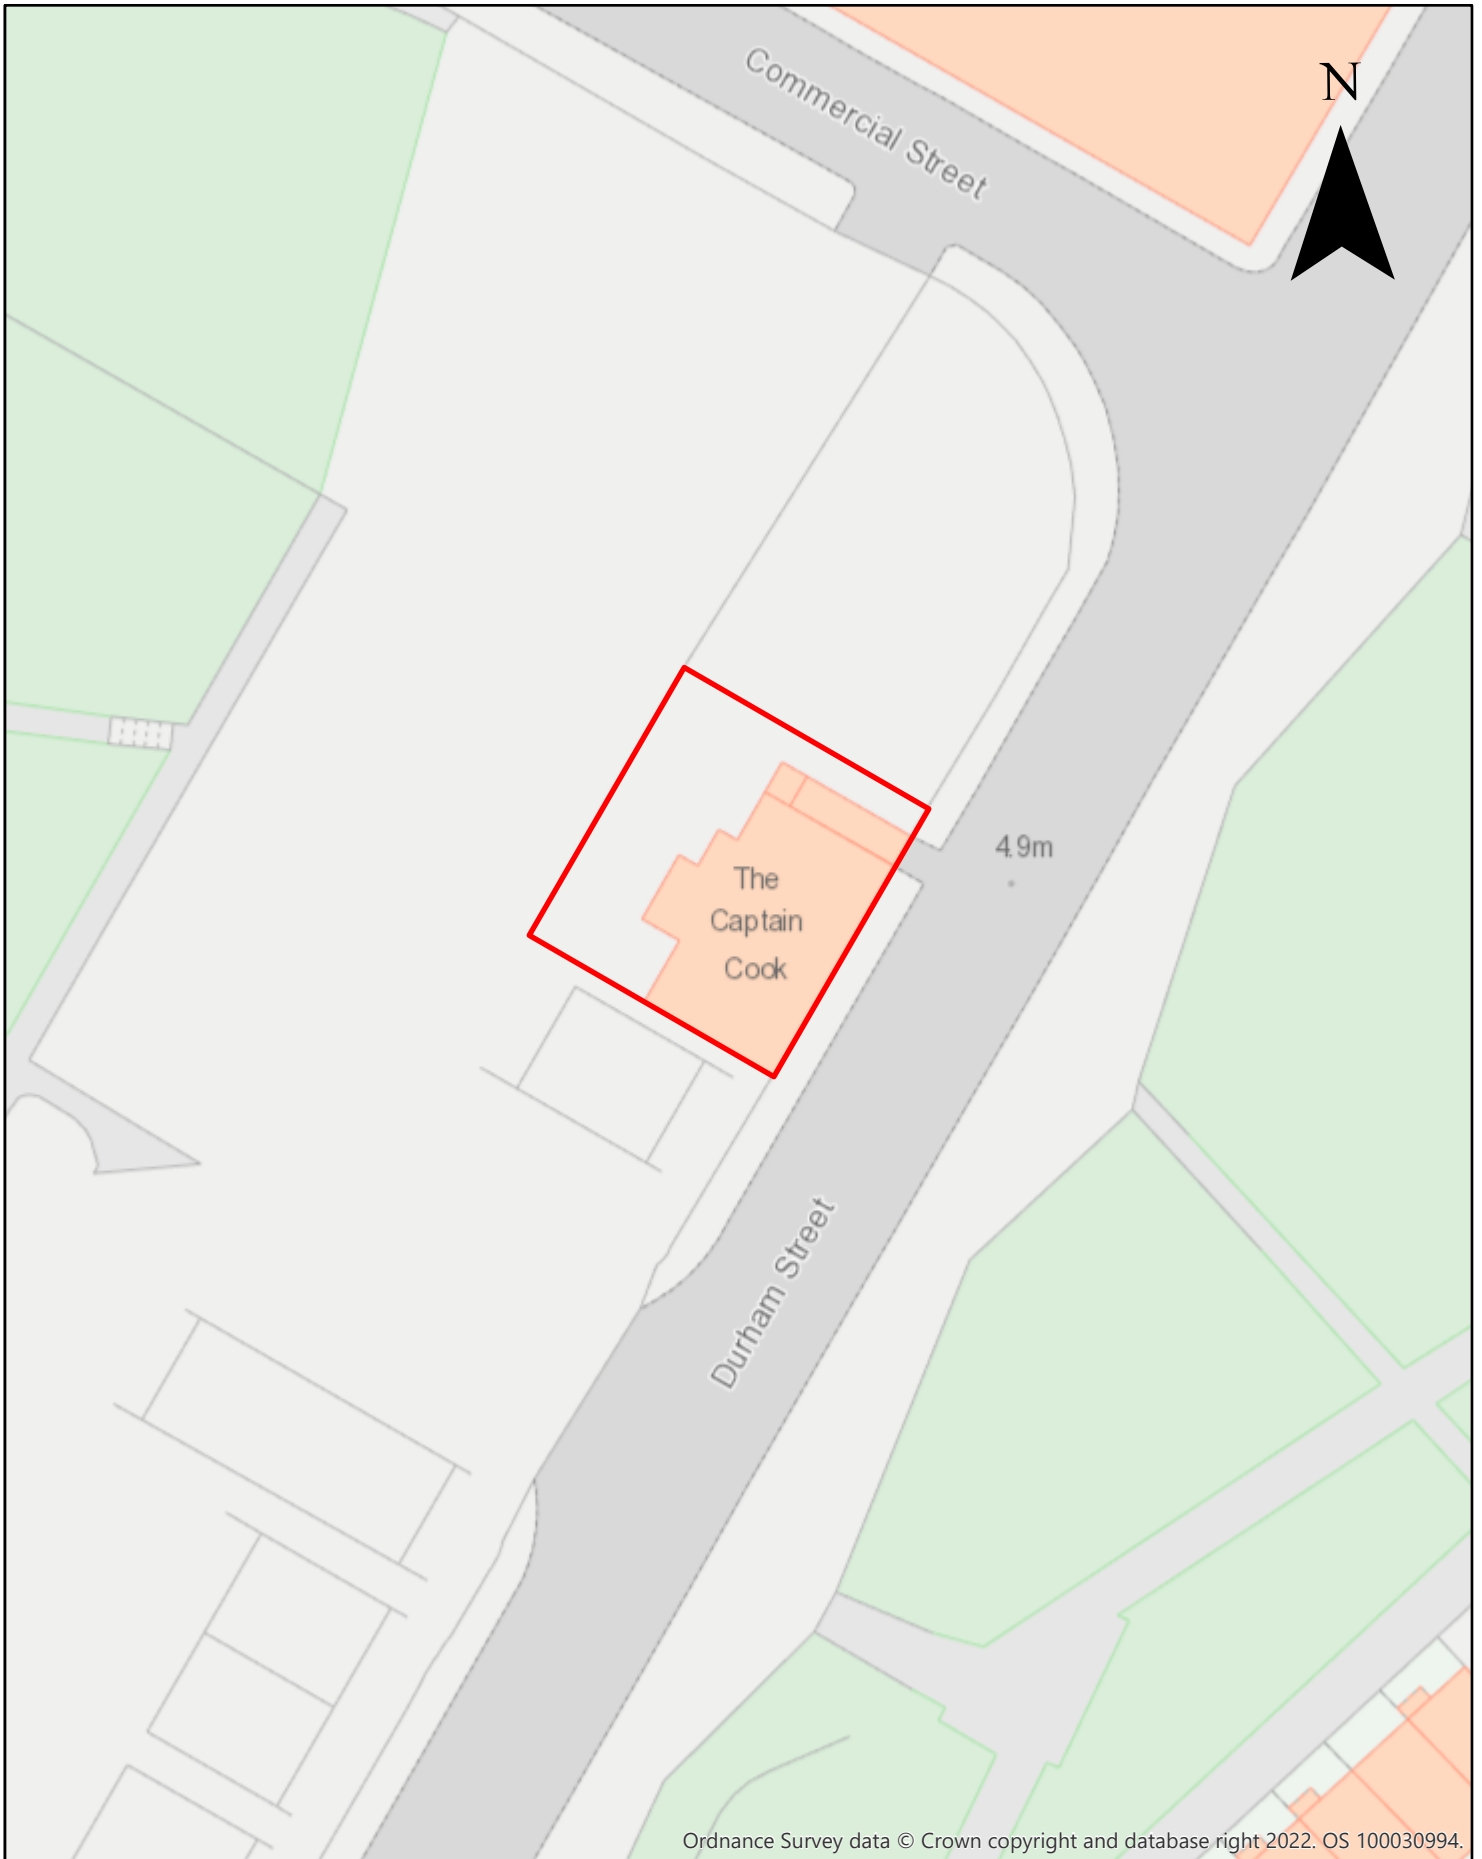 Commercial Street
N
4.9m
The
Captain
Cook
Durham Street
Ordnance Survey data © Crown copyright and database right 2022. OS 100030994.